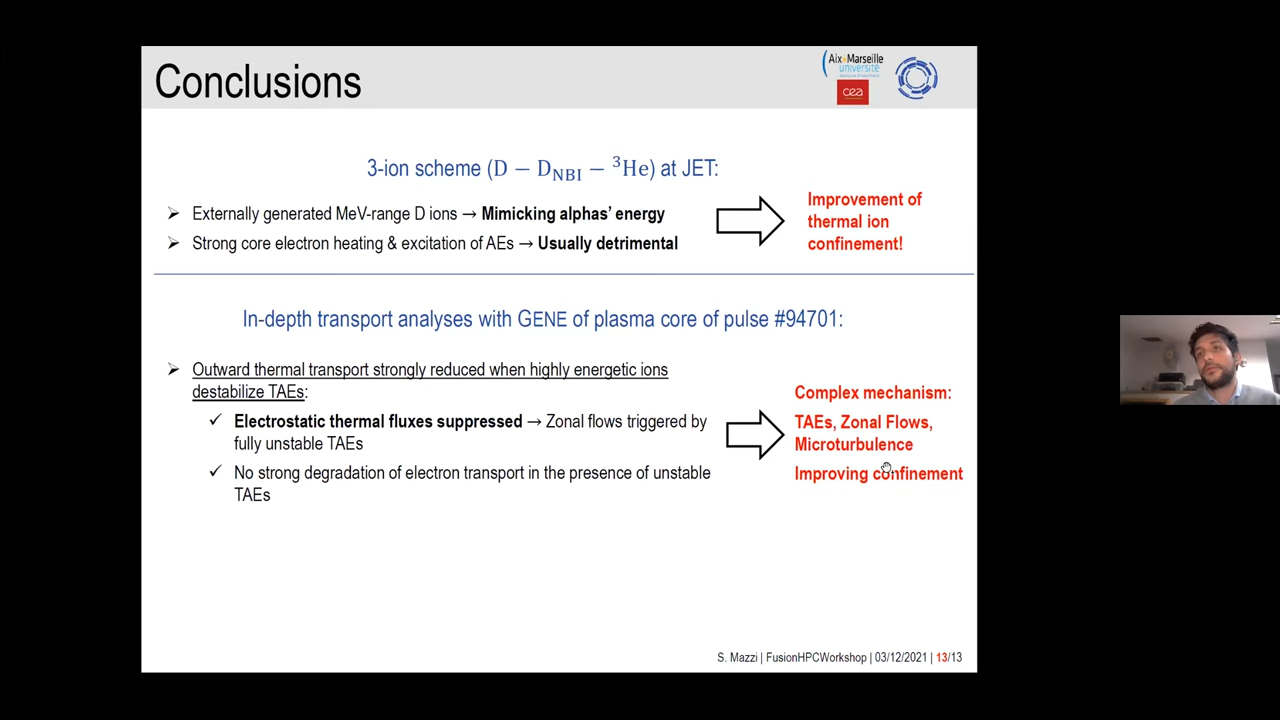 Conclusions
Aix*Marseille
université
cea
3-ion scheme (D − D_NBI − ³He) at JET:
➢ Externally generated MeV-range D ions → Mimicking alphas' energy
➢ Strong core electron heating & excitation of AEs → Usually detrimental
Improvement of
thermal ion
confinement!
In-depth transport analyses with GENE of plasma core of pulse #94701:
➢ Outward thermal transport strongly reduced when highly energetic ions
destabilize TAEs:
✓ Electrostatic thermal fluxes suppressed → Zonal flows triggered by
fully unstable TAEs
✓ No strong degradation of electron transport in the presence of unstable
TAEs
Complex mechanism:
TAEs, Zonal Flows,
Microturbulence
Improving confinement
S. Mazzi | FusionHPCWorkshop | 03/12/2021 | 13/13